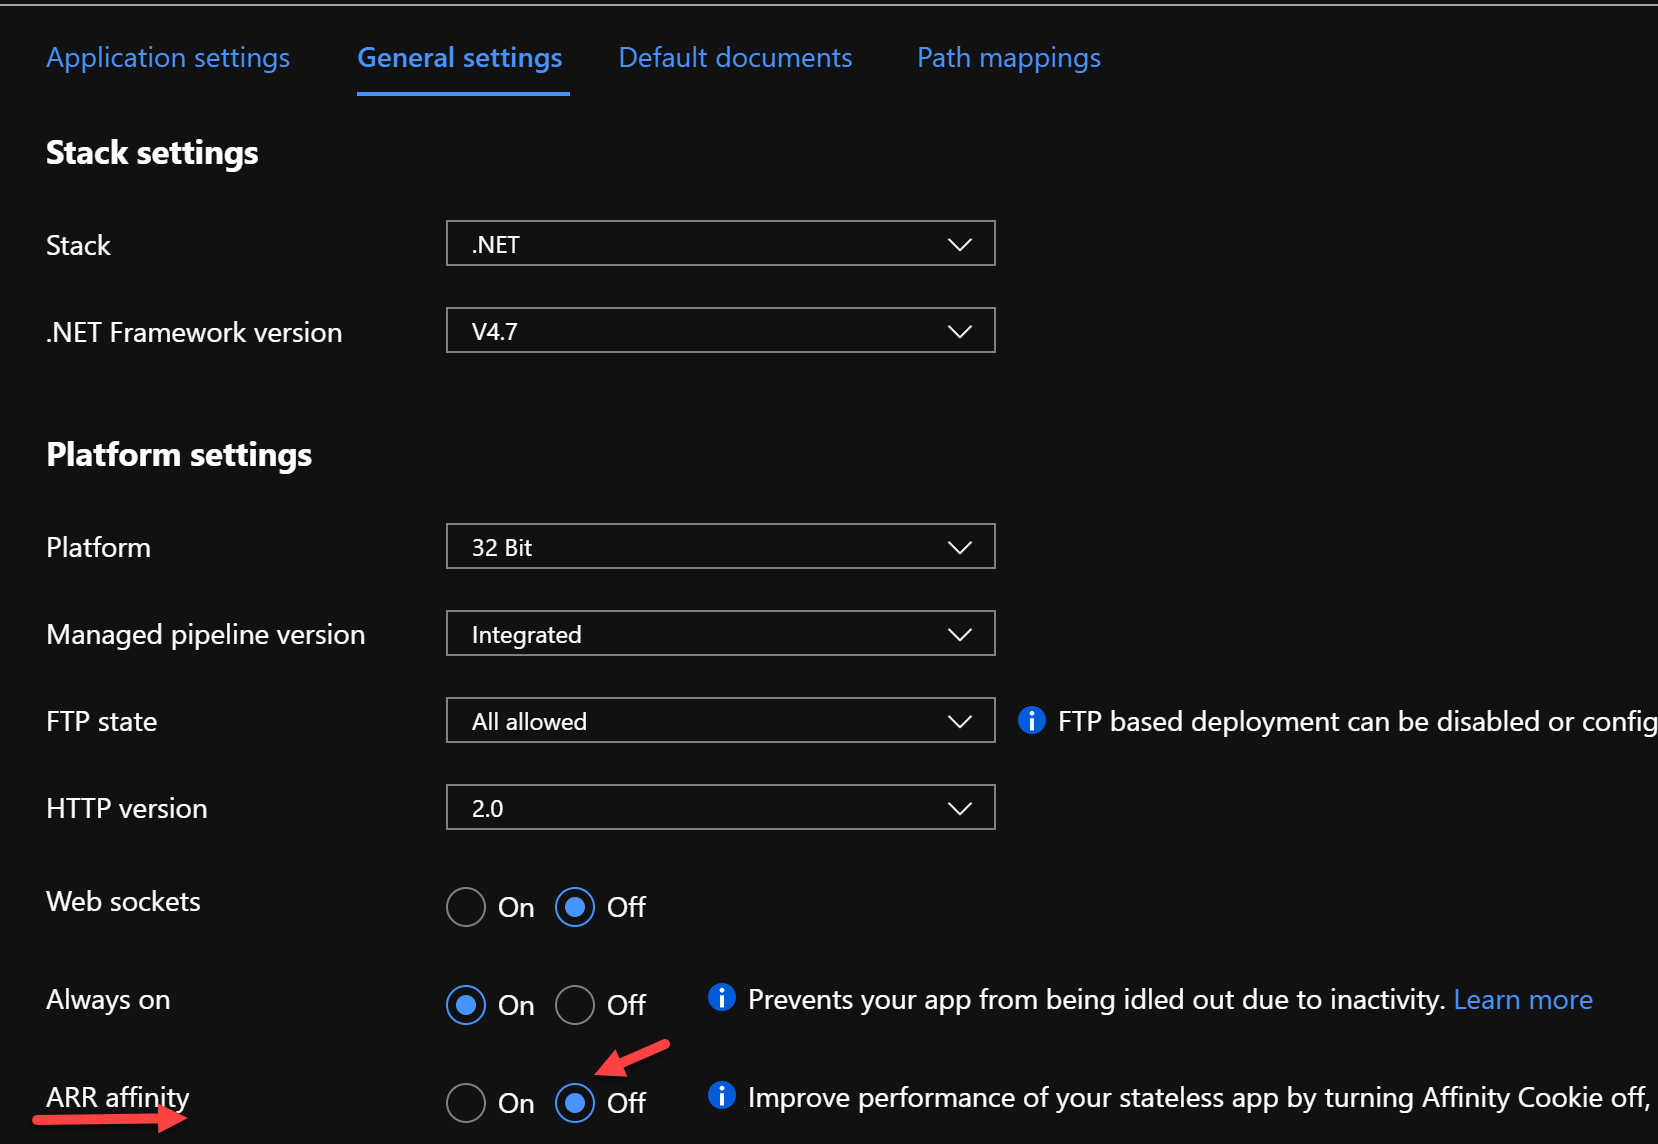 Application settings General settings Default documents Path mappings
Stack settings
Stack .NET
.NET Framework version V4.7
Platform settings
Platform 32 Bit
Managed pipeline version Integrated
FTP state All allowed FTP based deployment can be disabled or config
HTTP version 2.0
Web sockets On Off
Always on On Off Prevents your app from being idled out due to inactivity. Learn more
ARR affinity On Off Improve performance of your stateless app by turning Affinity Cookie off,